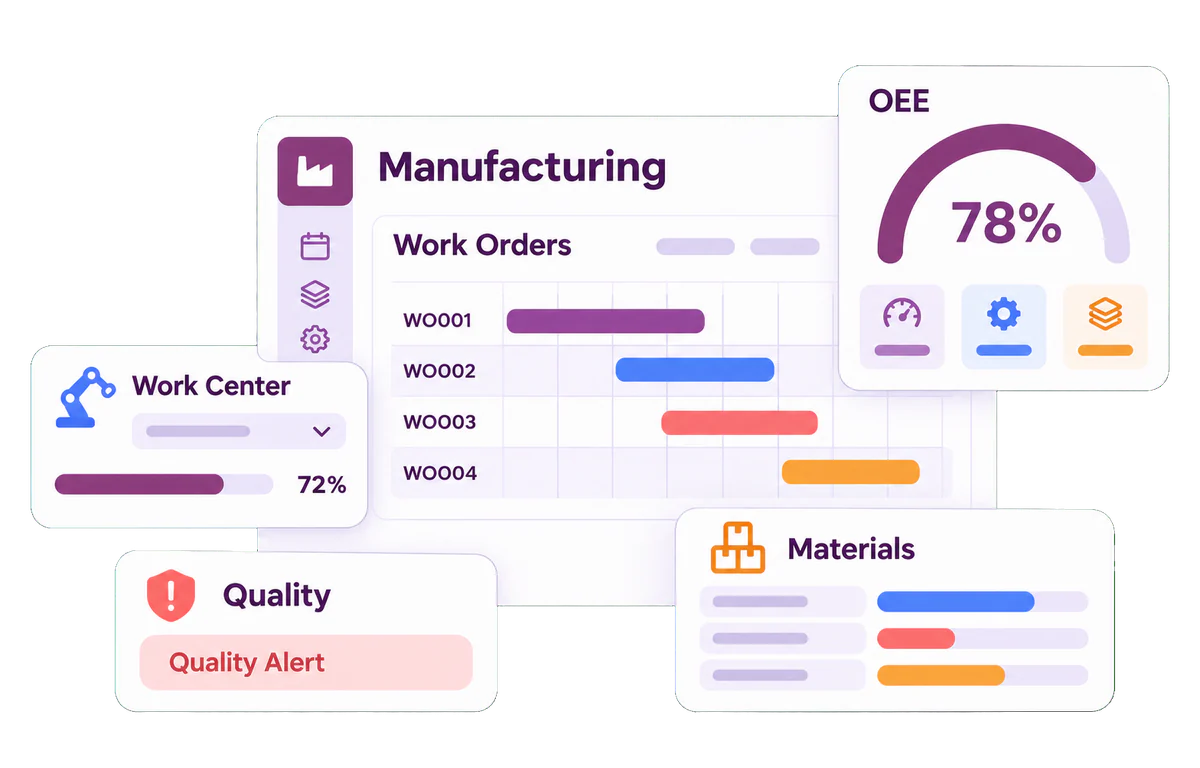 OEE
78%
Manufacturing
Work Orders
WO001
WO002
WO003
WO004
Work Center
72%
Quality
Quality Alert
Materials